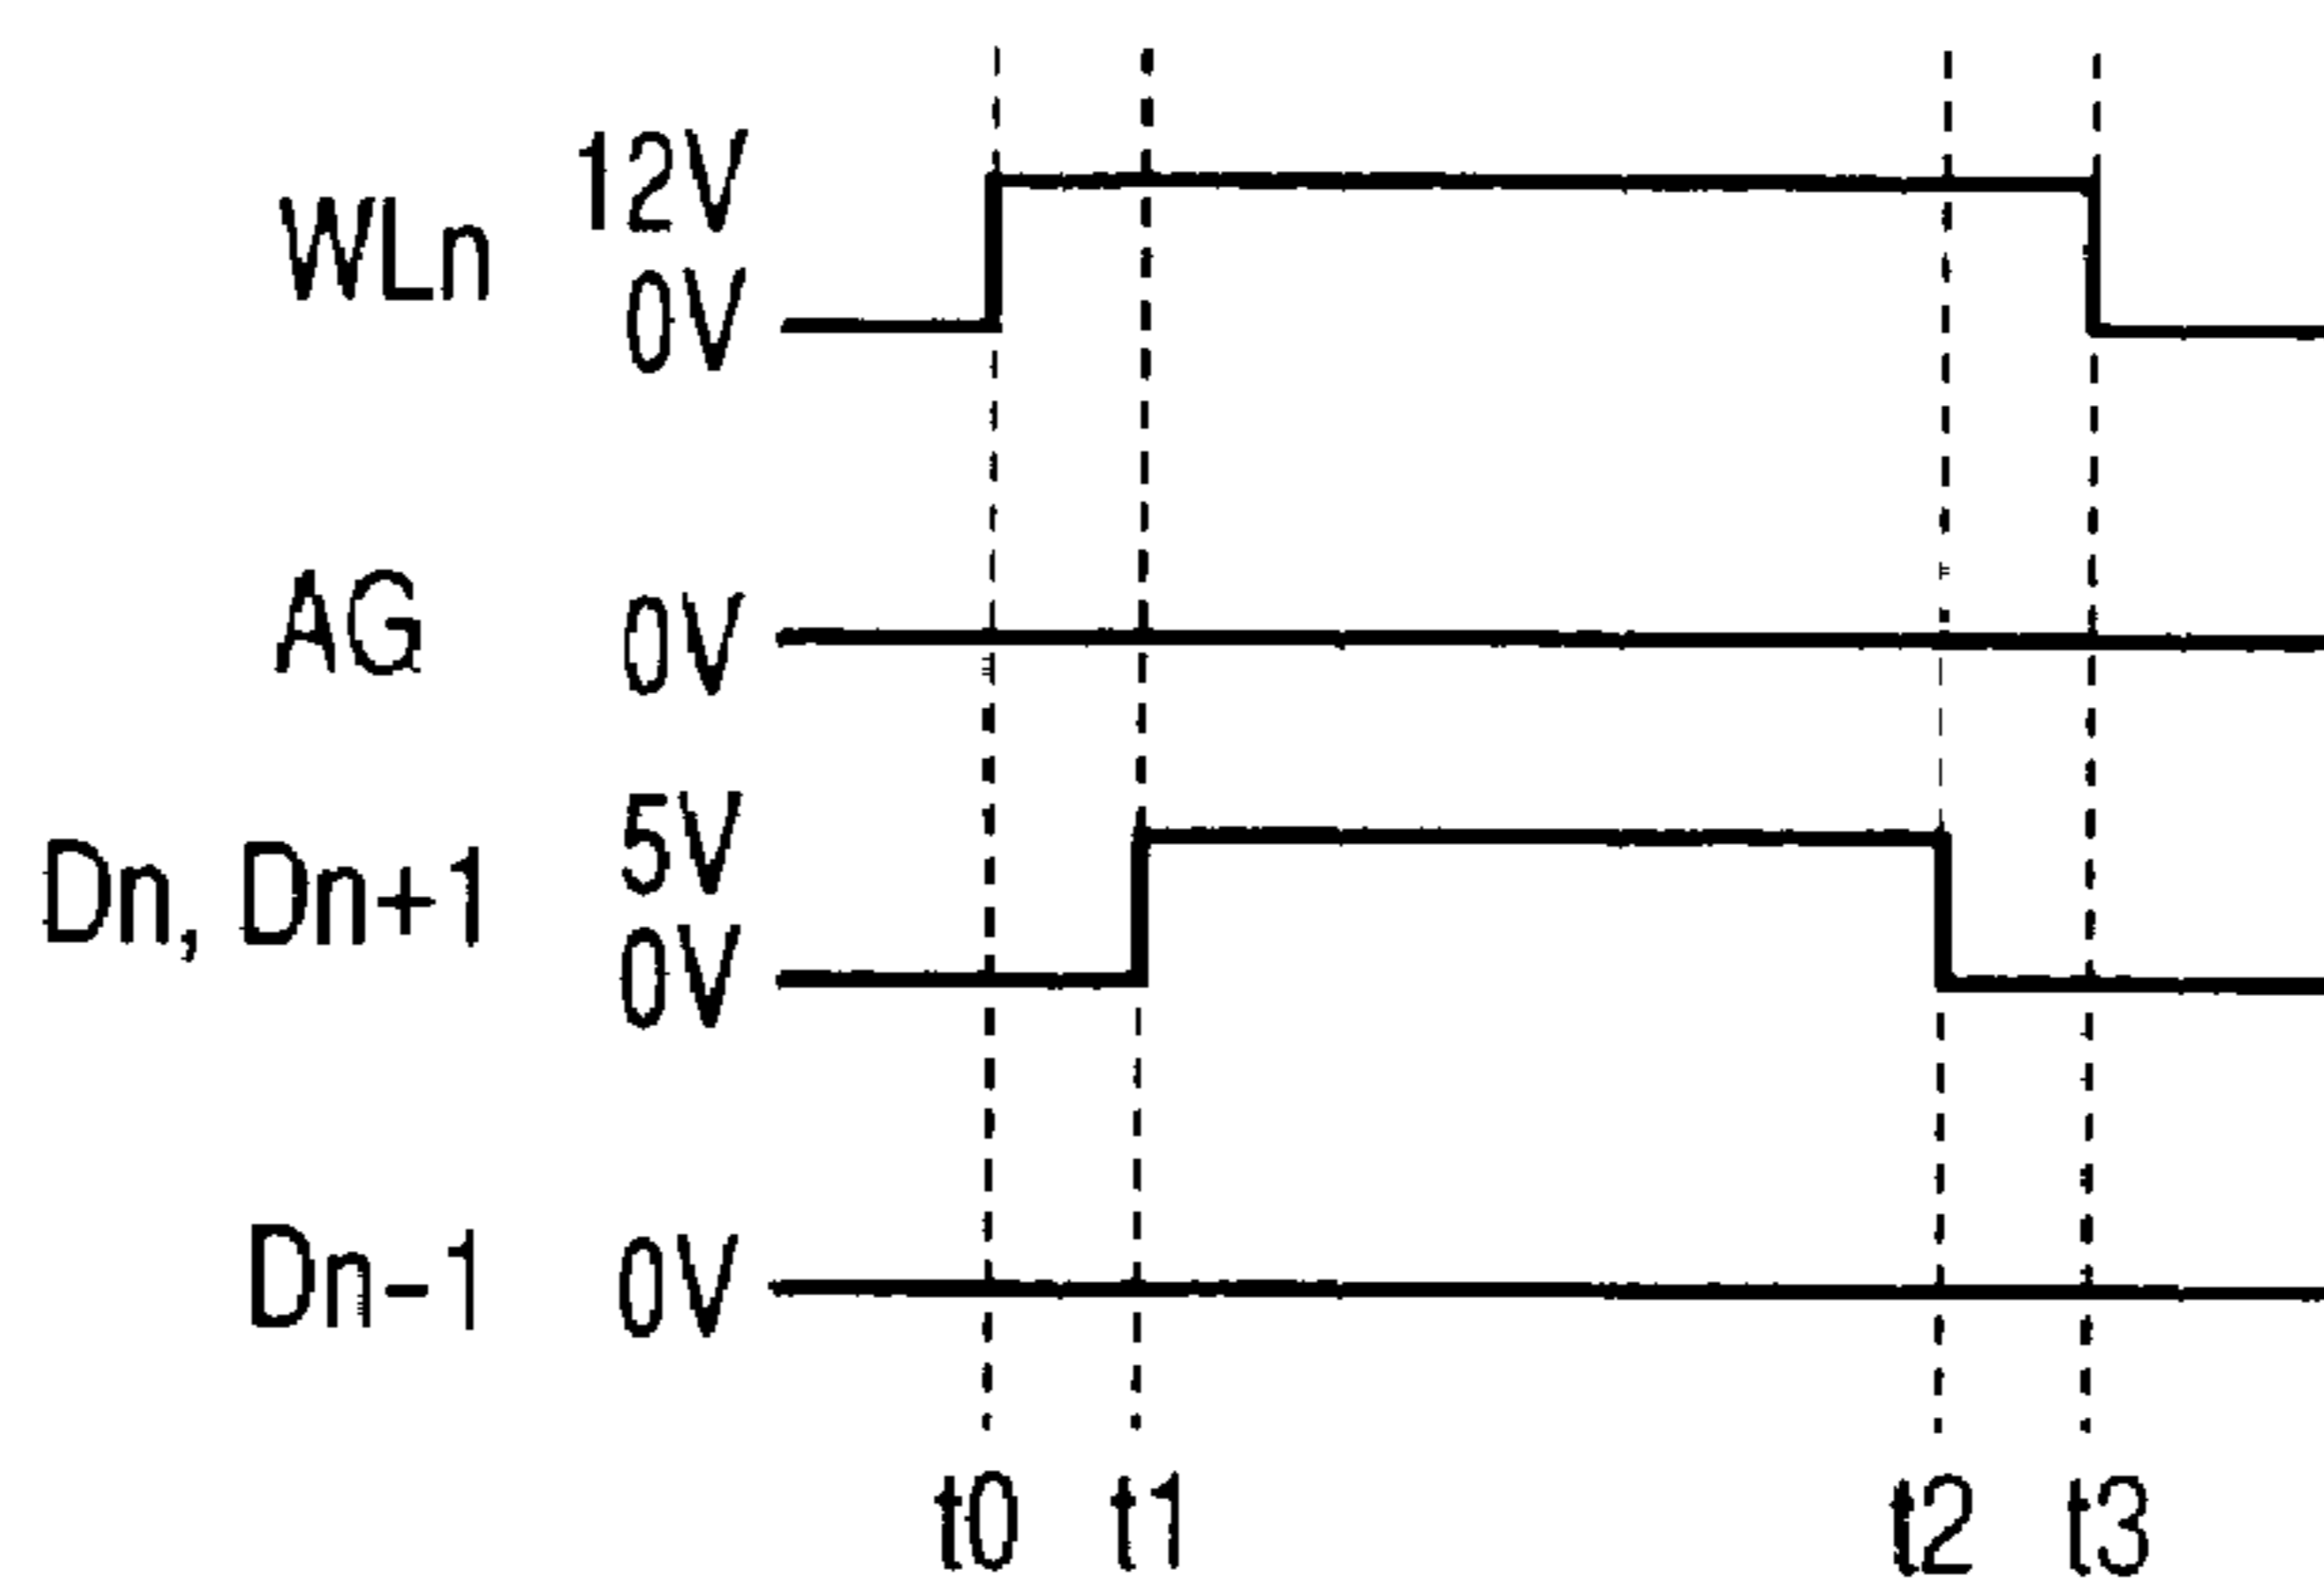 12V
WLn
0V
AG 0V
5V
Dn, Dn+1
0V
Dn-1 0V
t0 t1 t2 t3